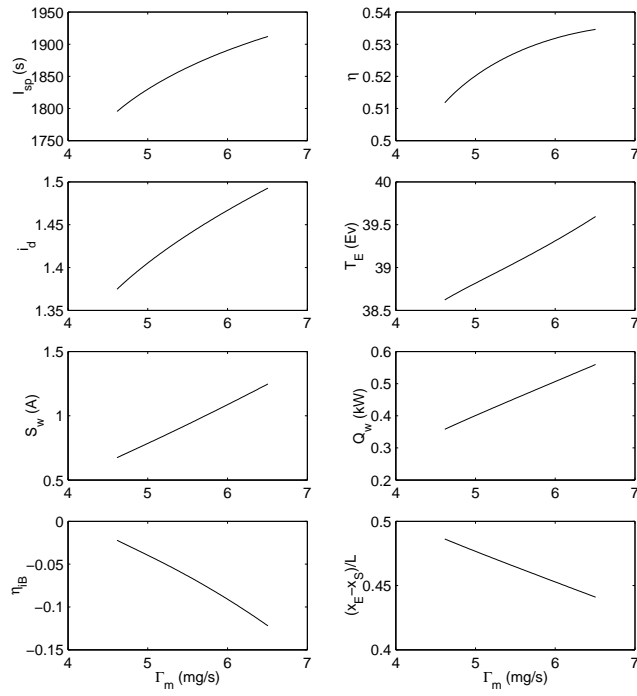 1950
1900
1850
1800
1750
I_sp (s)
4 5 6 7
0.54
0.53
0.52
0.51
0.5
η
4 5 6 7
1.5
1.45
1.4
1.35
i_d
4 5 6 7
40
39.5
39
38.5
T_E (Ev)
4 5 6 7
1.5
1
0.5
S_w (A)
4 5 6 7
0.6
0.5
0.4
0.3
0.2
Q_w (kW)
4 5 6 7
0
−0.05
−0.1
−0.15
η_iB
4 5 6 7
Γ_m (mg/s)
0.5
0.45
0.4
(x_E−x_S)/L
4 5 6 7
Γ_m (mg/s)